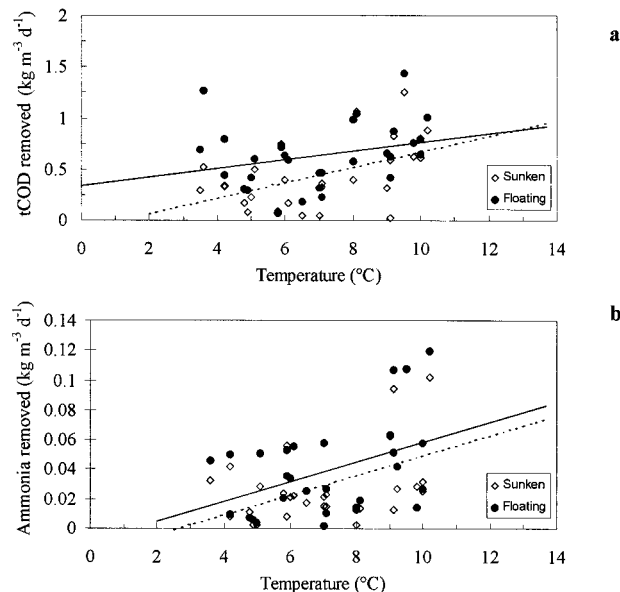 a
tCOD removed (kg m⁻³ d⁻¹)
2
1.5
1
0.5
0
Sunken
Floating
0 2 4 6 8 10 12 14
Temperature (°C)
b
Ammonia removed (kg m⁻³ d⁻¹)
0.14
0.12
0.1
0.08
0.06
0.04
0.02
0
Sunken
Floating
0 2 4 6 8 10 12 14
Temperature (°C)